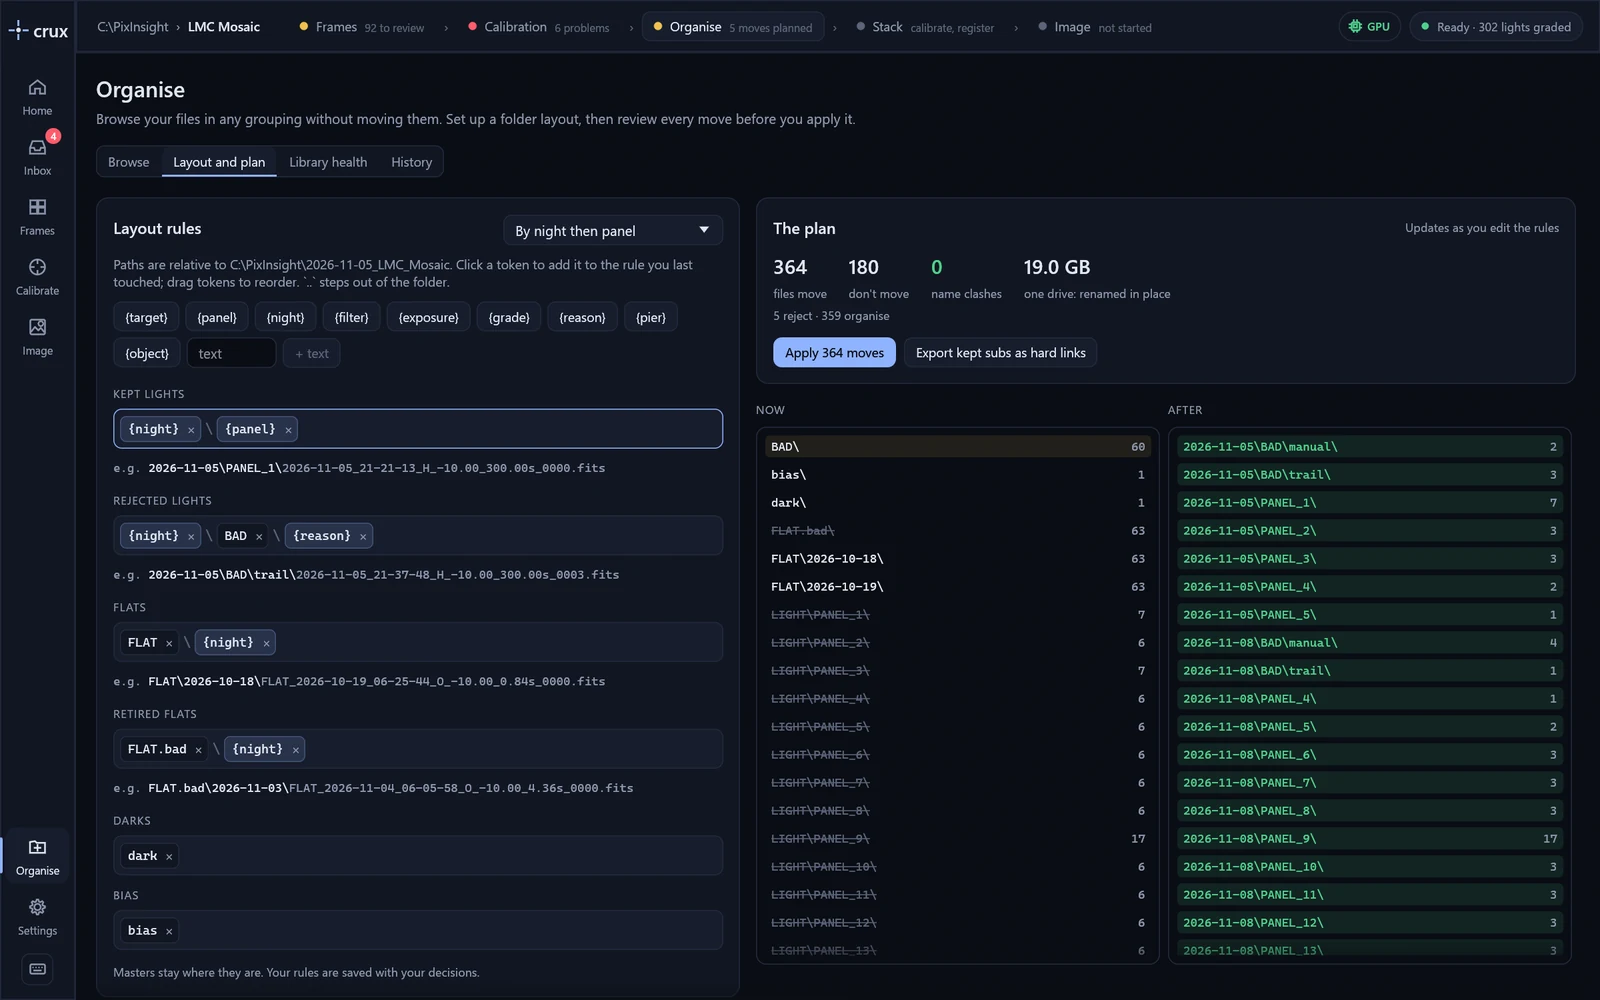 crux
C:\PixInsight › LMC Mosaic
Frames 92 to review
Calibration 6 problems
Organise 5 moves planned
Stack calibrate, register
Image not started
GPU
Ready · 302 lights graded
Home
4
Inbox
Frames
Calibrate
Image
Organise
Settings
Organise
Browse your files in any grouping without moving them. Set up a folder layout, then review every move before you apply it.
Browse
Layout and plan
Library health
History
Layout rules
By night then panel
Paths are relative to C:\PixInsight\2026-11-05_LMC_Mosaic. Click a token to add it to the rule you last
touched; drag tokens to reorder. `..` steps out of the folder.
{target} {panel} {night} {filter} {exposure} {grade} {reason} {pier}
{object} text + text
KEPT LIGHTS
{night} × \ {panel} ×
e.g. 2026-11-05\PANEL_1\2026-11-05_21-21-13_H_-10.00_300.00s_0000.fits
REJECTED LIGHTS
{night} × \ BAD × \ {reason} ×
e.g. 2026-11-05\BAD\trail\2026-11-05_21-37-48_H_-10.00_300.00s_0003.fits
FLATS
FLAT × \ {night} ×
e.g. FLAT\2026-10-18\FLAT_2026-10-19_06-25-44_O_-10.00_0.84s_0000.fits
RETIRED FLATS
FLAT.bad × \ {night} ×
e.g. FLAT.bad\2026-11-03\FLAT_2026-11-04_06-05-58_O_-10.00_4.36s_0000.fits
DARKS
dark ×
BIAS
bias ×
Masters stay where they are. Your rules are saved with your decisions.
The plan
Updates as you edit the rules
364 180 0 19.0 GB
files move don't move name clashes one drive: renamed in place
5 reject · 359 organise
Apply 364 moves
Export kept subs as hard links
NOW
BAD\ 60
bias\ 1
dark\ 1
FLAT.bad\ 63
FLAT\2026-10-18\ 63
FLAT\2026-10-19\ 63
LIGHT\PANEL_1\ 7
LIGHT\PANEL_2\ 6
LIGHT\PANEL_3\ 7
LIGHT\PANEL_4\ 6
LIGHT\PANEL_5\ 6
LIGHT\PANEL_6\ 6
LIGHT\PANEL_7\ 6
LIGHT\PANEL_8\ 6
LIGHT\PANEL_9\ 17
LIGHT\PANEL_10\ 6
LIGHT\PANEL_11\ 6
LIGHT\PANEL_12\ 6
LIGHT\PANEL_13\ 6
AFTER
2026-11-05\BAD\manual\ 2
2026-11-05\BAD\trail\ 3
2026-11-05\PANEL_1\ 7
2026-11-05\PANEL_2\ 3
2026-11-05\PANEL_3\ 3
2026-11-05\PANEL_4\ 2
2026-11-05\PANEL_5\ 1
2026-11-08\BAD\manual\ 4
2026-11-08\BAD\trail\ 1
2026-11-08\PANEL_4\ 1
2026-11-08\PANEL_5\ 2
2026-11-08\PANEL_6\ 3
2026-11-08\PANEL_7\ 3
2026-11-08\PANEL_8\ 3
2026-11-08\PANEL_9\ 17
2026-11-08\PANEL_10\ 3
2026-11-08\PANEL_11\ 3
2026-11-08\PANEL_12\ 3
2026-11-08\PANEL_13\ 3